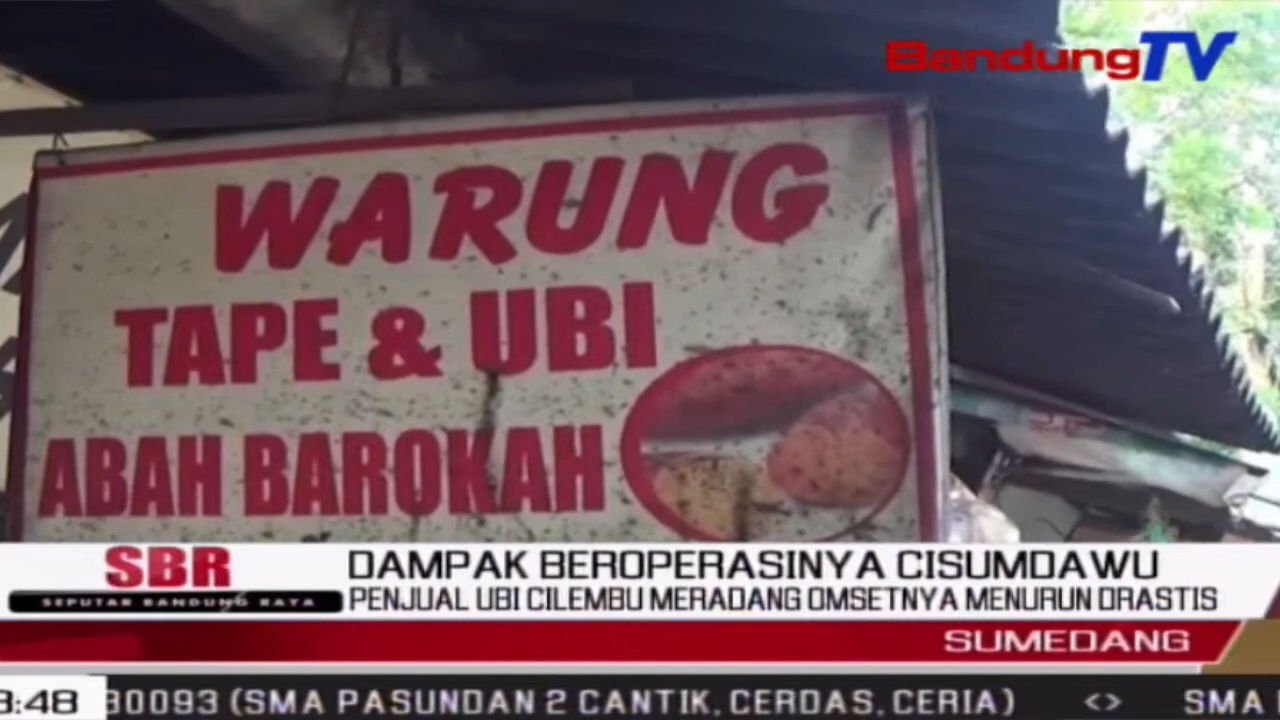 BandungTV
WARUNG
TAPE & UBI
ABAH BAROKAH
SBR
SEPUTAR BANDUNG RAYA
DAMPAK BEROPERASINYA CISUMDAWU
PENJUAL UBI CILEMBU MERADANG OMSETNYA MENURUN DRASTIS
SUMEDANG
3:48 30093 (SMA PASUNDAN 2 CANTIK, CERDAS, CERIA) <> SMA